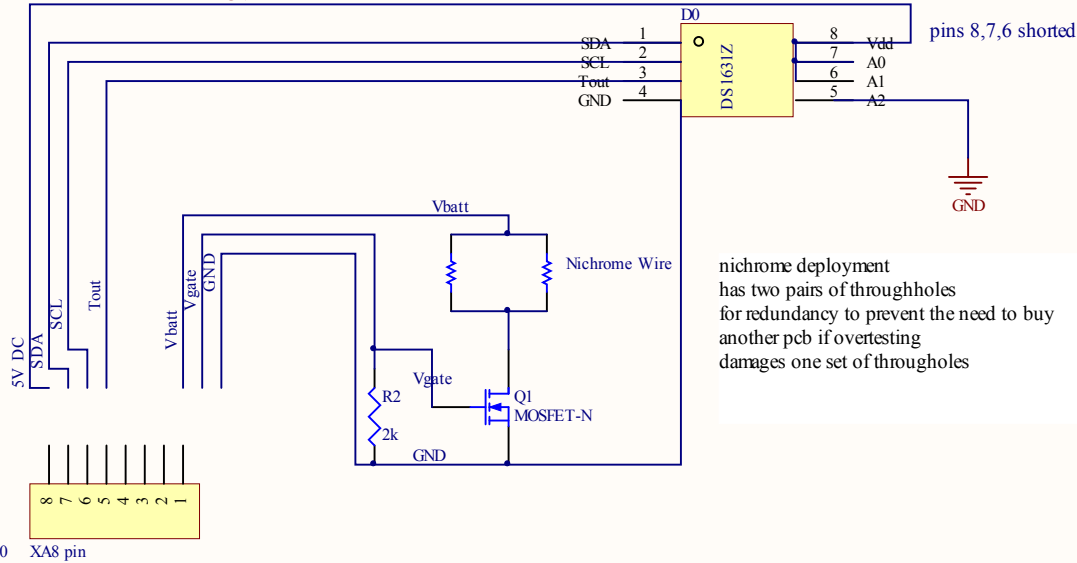 D0
pins 8,7,6 shorted
SDA 1
SCL 2
Tout 3
GND 4
DS1631Z
8 Vdd
7 A0
6 A1
5 A2
GND
Vbatt
Nichrome Wire
nichrome deployment
has two pairs of throughholes
for redundancy to prevent the need to buy
another pcb if overtesting
damages one set of througholes
5V DC
SDA
SCL
Tout
Vbatt
Vgate
GND
Vgate
R2
2k
Q1
MOSFET-N
GND
8 7 6 5 4 3 2 1
0 XA8 pin